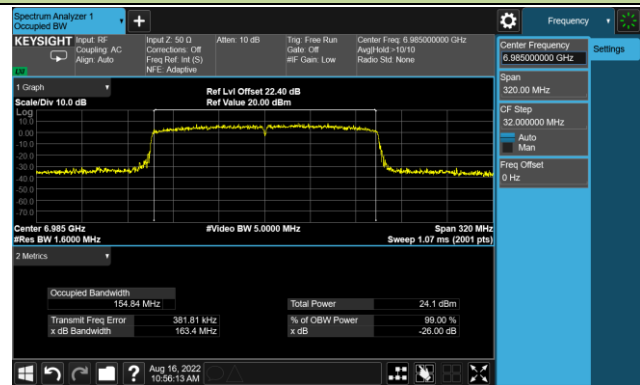 Spectrum Analyzer 1
Occupied BW
Frequency
KEYSIGHT
Input: RF
Coupling: AC
Align: Auto
Input Z: 50 Ω
Corrections: Off
Freq Ref: Int (S)
NFE: Adaptive
Atten: 10 dB
Trig: Free Run
Gate: Off
#IF Gain: Low
Center Freq: 6.985000000 GHz
Avg|Hold:>10/10
Radio Std: None
Center Frequency
6.985000000 GHz
Settings
Span
320.00 MHz
CF Step
32.000000 MHz
Auto
Man
Freq Offset
0 Hz
1 Graph
Scale/Div 10.0 dB
Ref Lvl Offset 22.40 dB
Ref Value 20.00 dBm
Log
10.0
0.00
-10.0
-20.0
-30.0
-40.0
-50.0
-60.0
-70.0
Center 6.985 GHz
#Video BW 5.0000 MHz
Span 320 MHz
#Res BW 1.6000 MHz
Sweep 1.07 ms (2001 pts)
2 Metrics
Occupied Bandwidth
154.84 MHz
Total Power 24.1 dBm
Transmit Freq Error 381.81 kHz
% of OBW Power 99.00 %
x dB Bandwidth 163.4 MHz
x dB -26.00 dB
Aug 16, 2022
10:56:13 AM